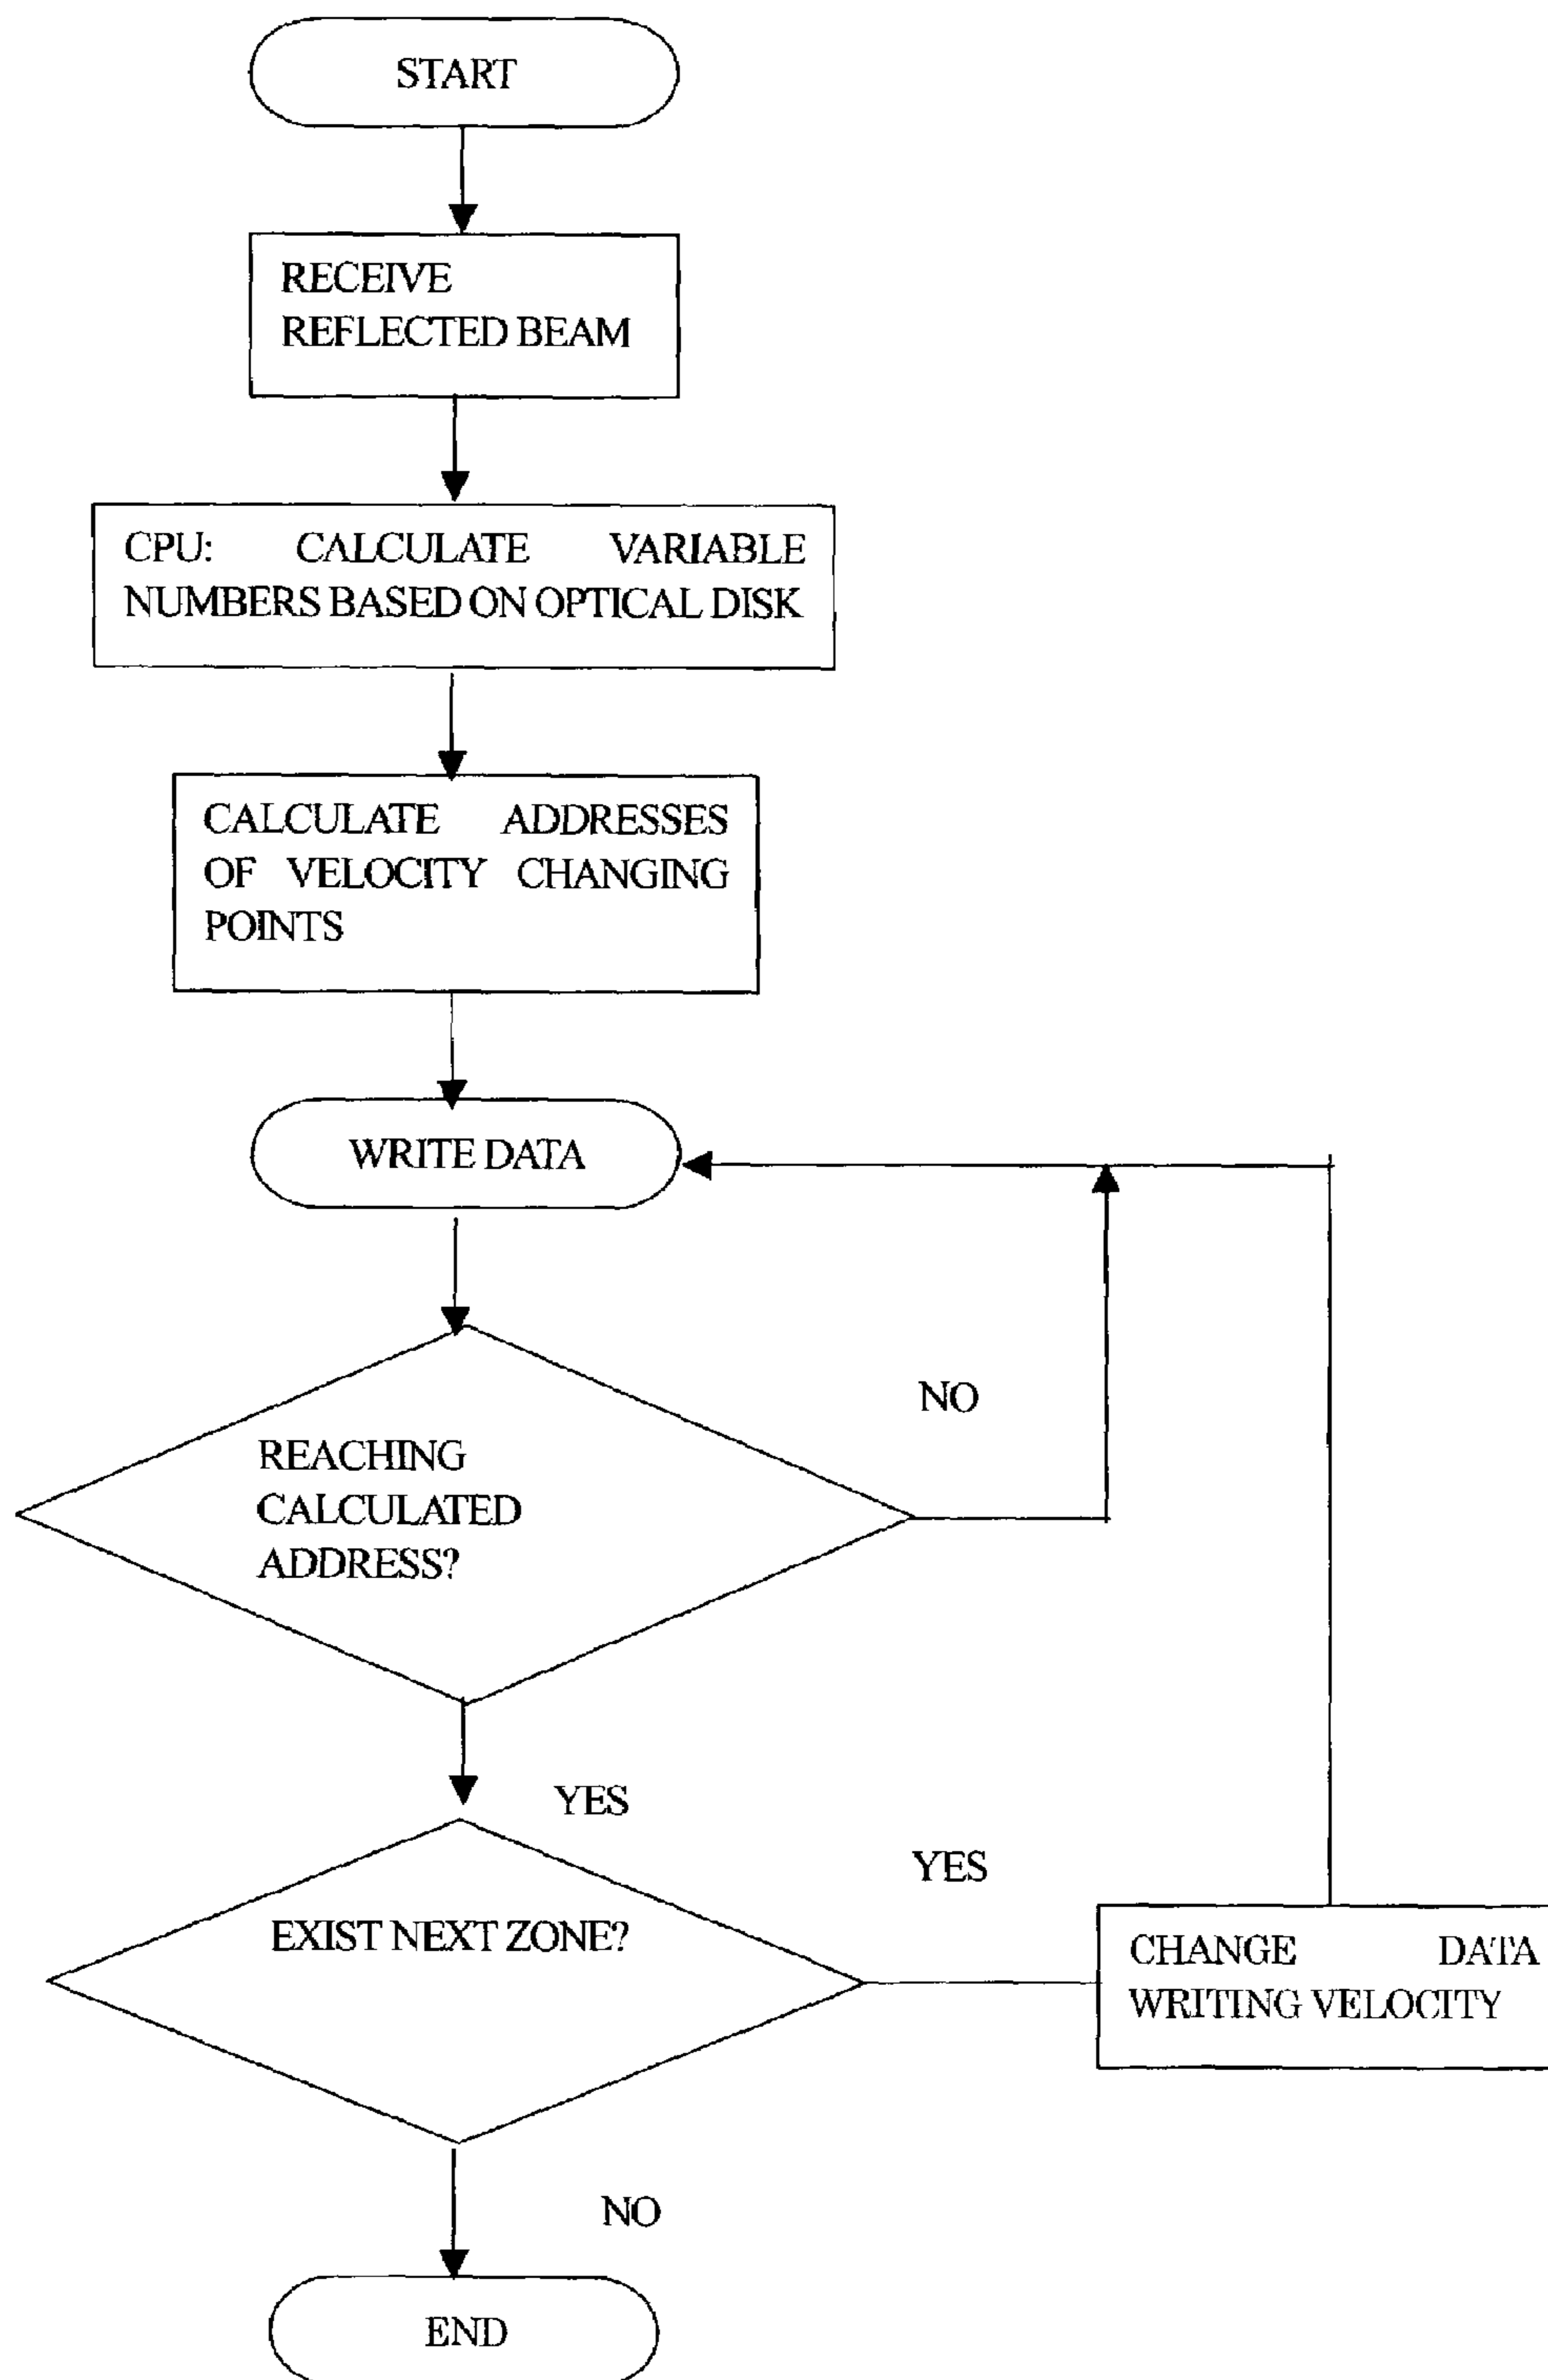 START
RECEIVE
REFLECTED BEAM
CPU: CALCULATE VARIABLE
NUMBERS BASED ON OPTICAL DISK
CALCULATE ADDRESSES
OF VELOCITY CHANGING
POINTS
WRITE DATA
NO
REACHING
CALCULATED
ADDRESS?
YES
YES
EXIST NEXT ZONE?
CHANGE DATA
WRITING VELOCITY
NO
END